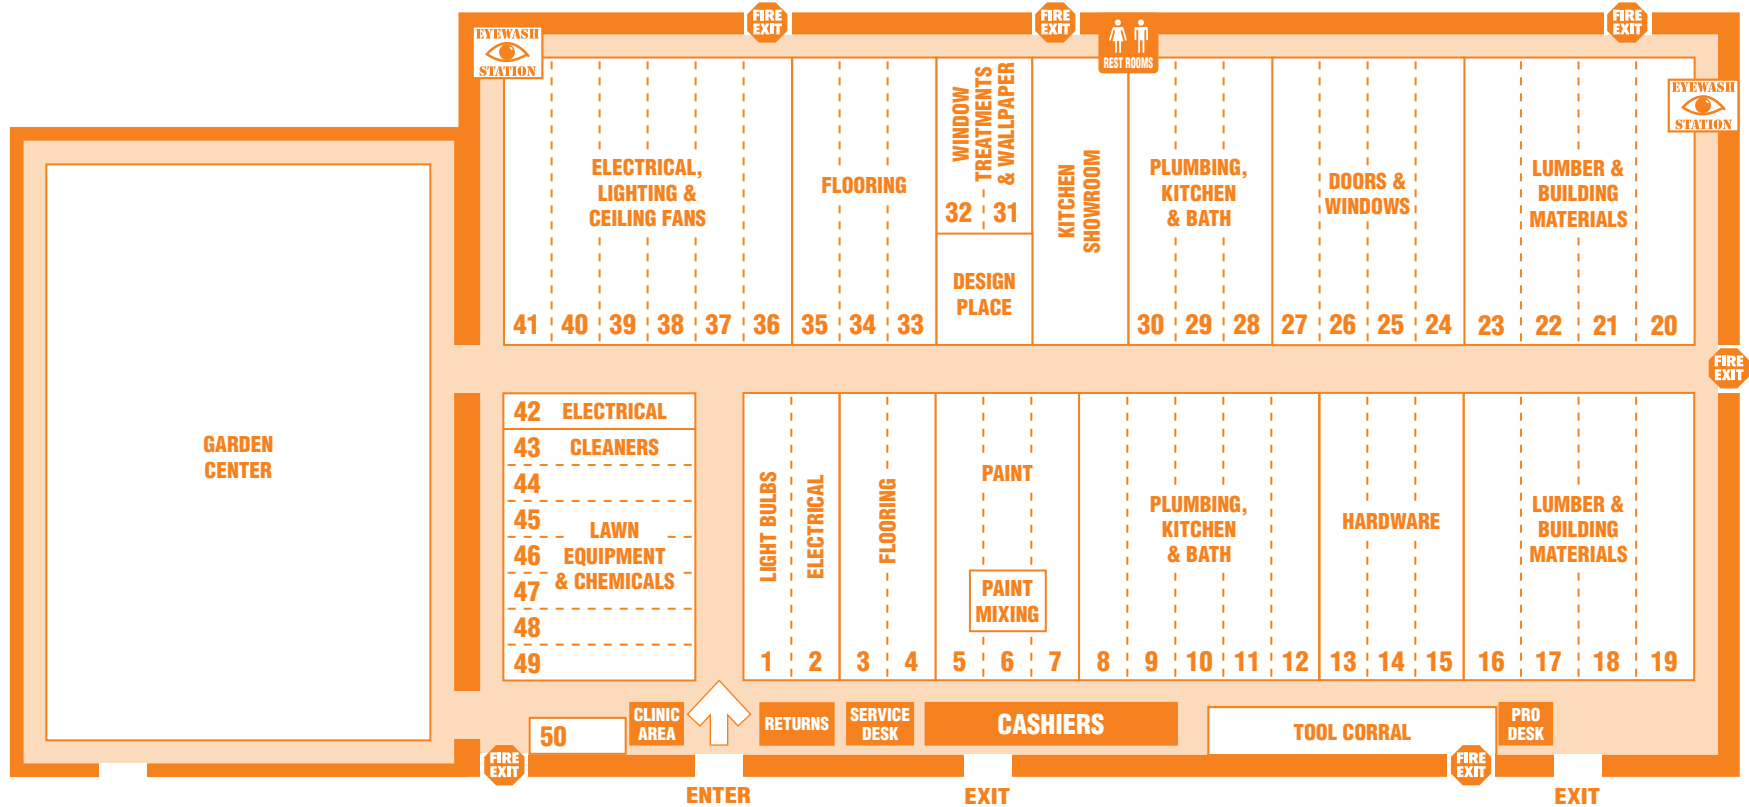 FIRE
EXIT
FIRE
EXIT
FIRE
EXIT
EYEWASH
STATION
REST ROOMS
EYEWASH
STATION
ELECTRICAL,
LIGHTING &
CEILING FANS
FLOORING
WINDOW
TREATMENTS
& WALLPAPER
32 31
DESIGN
PLACE
KITCHEN
SHOWROOM
PLUMBING,
KITCHEN
& BATH
DOORS &
WINDOWS
LUMBER &
BUILDING
MATERIALS
41 40 39 38 37 36 35 34 33 30 29 28 27 26 25 24 23 22 21 20
FIRE
EXIT
GARDEN
CENTER
42 ELECTRICAL
43 CLEANERS
44
45
LAWN
46 EQUIPMENT
47 & CHEMICALS
48
49
LIGHT BULBS
ELECTRICAL
FLOORING
PAINT
PAINT
MIXING
PLUMBING,
KITCHEN
& BATH
HARDWARE
LUMBER &
BUILDING
MATERIALS
1 2 3 4 5 6 7 8 9 10 11 12 13 14 15 16 17 18 19
50
CLINIC
AREA
RETURNS
SERVICE
DESK
CASHIERS
TOOL CORRAL
PRO
DESK
FIRE
EXIT
FIRE
EXIT
ENTER
EXIT
EXIT